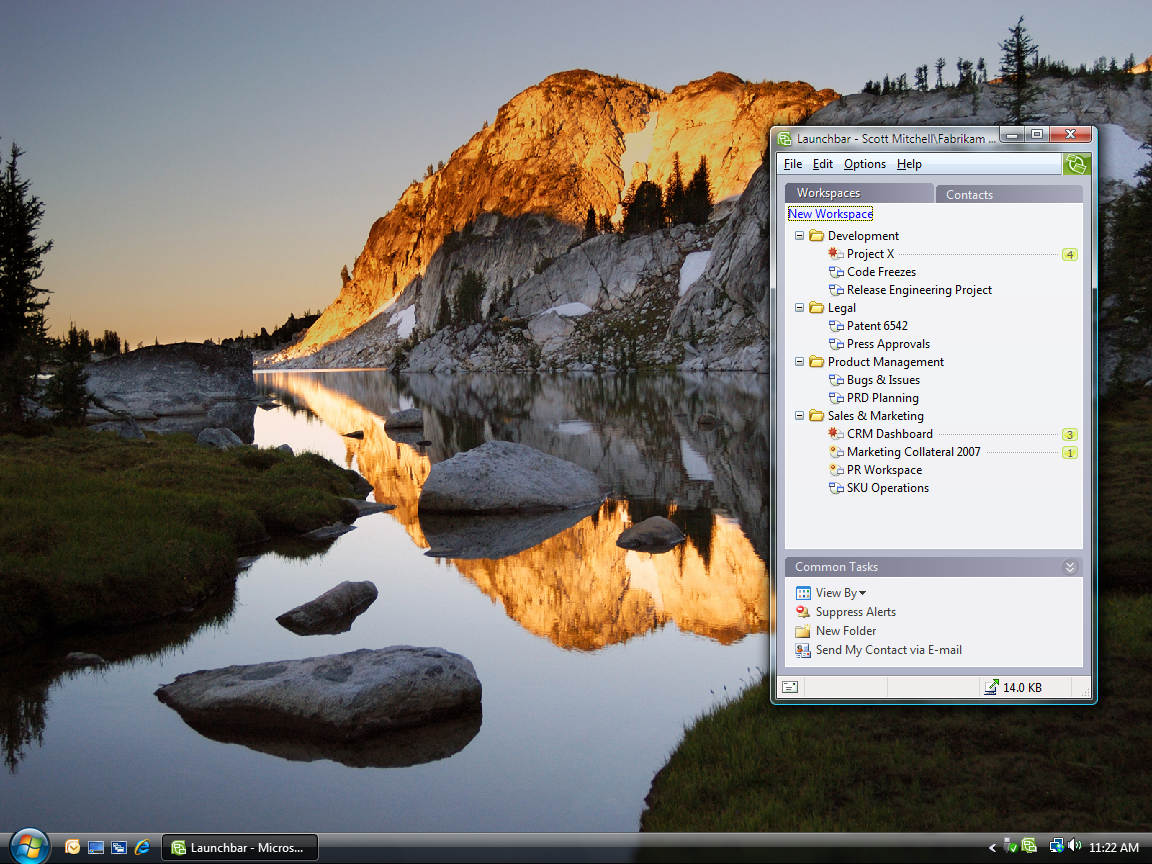 Launchbar - Scott Mitchell\Fabrikam ...
File Edit Options Help
Workspaces Contacts
New Workspace
Development
Project X 4
Code Freezes
Release Engineering Project
Legal
Patent 6542
Press Approvals
Product Management
Bugs & Issues
PRD Planning
Sales & Marketing
CRM Dashboard 3
Marketing Collateral 2007 1
PR Workspace
SKU Operations
Common Tasks
View By
Suppress Alerts
New Folder
Send My Contact via E-mail
14.0 KB
Launchbar - Micros... 11:22 AM